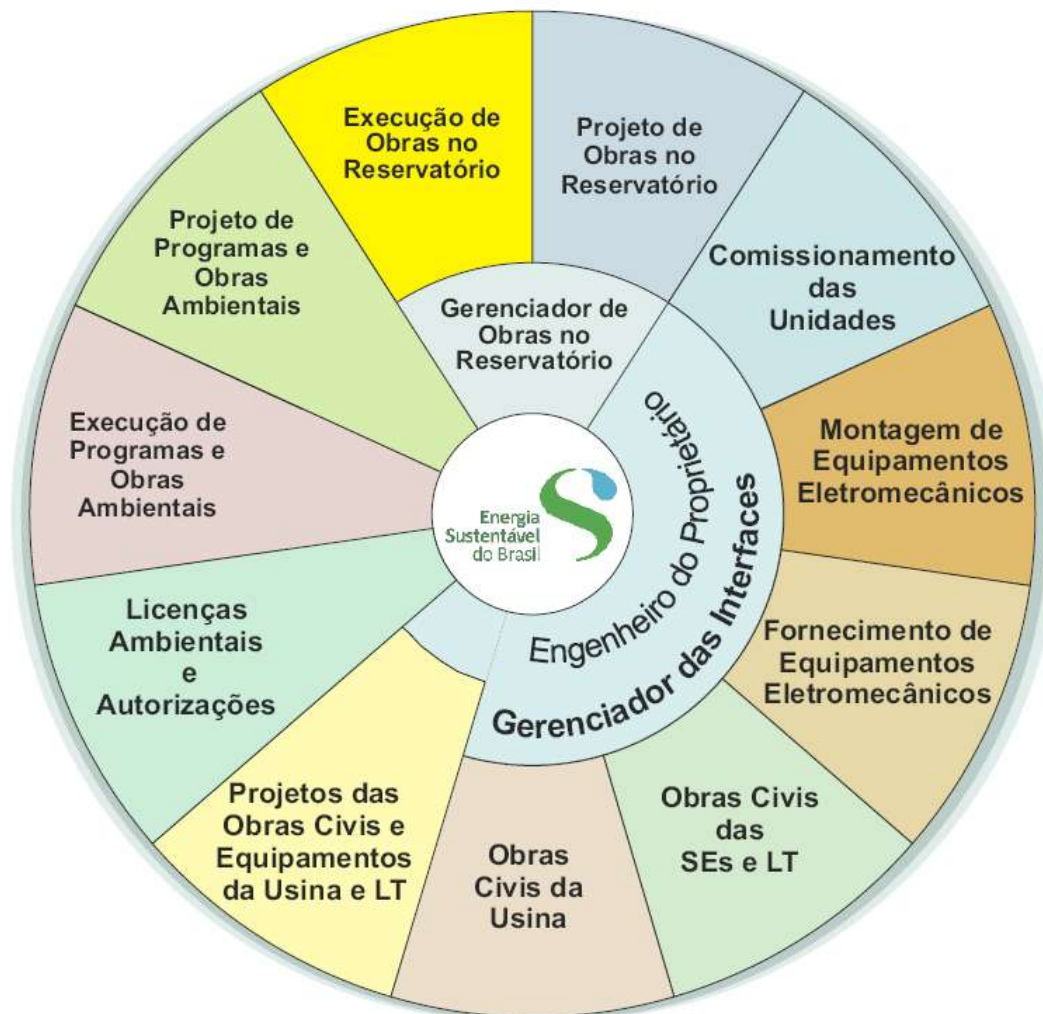 Execução de
Obras no
Reservatório
Projeto de
Obras no
Reservatório
Comissionamento
das
Unidades
Montagem de
Equipamentos
Eletromecânicos
Fornecimento de
Equipamentos
Eletromecânicos
Obras Civis
das
SEs e LT
Obras
Civis da
Usina
Projetos das
Obras Civis e
Equipamentos
da Usina e LT
Licenças
Ambientais
e
Autorizações
Execução de
Programas e
Obras
Ambientais
Projeto de
Programas e
Obras
Ambientais
Gerenciador de
Obras no
Reservatório
Engenheiro do Proprietário
Gerenciador das Interfaces
Energia
Sustentável
do Brasil